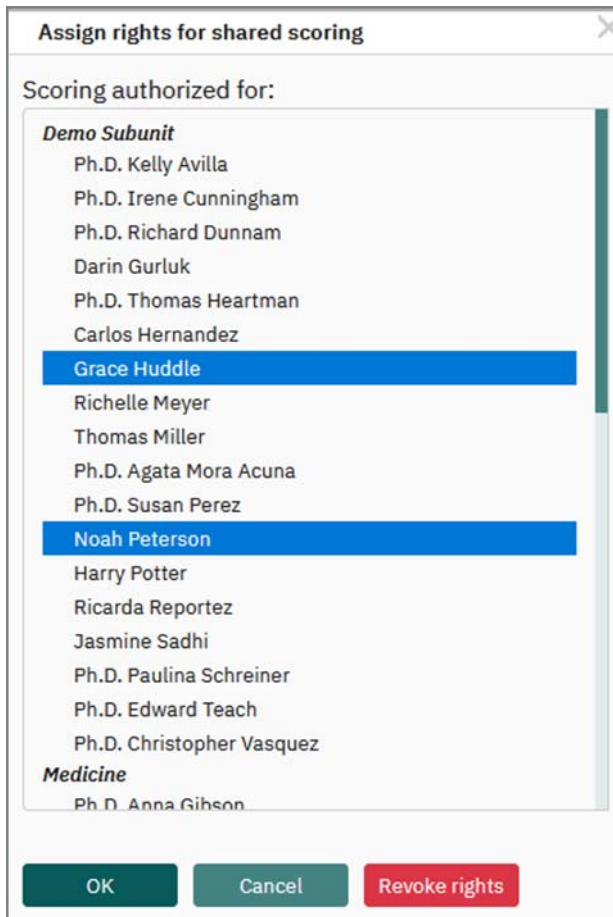 Assign rights for shared scoring
Scoring authorized for:
Demo Subunit
Ph.D. Kelly Avilla
Ph.D. Irene Cunningham
Ph.D. Richard Dunnam
Darin Gurluk
Ph.D. Thomas Heartman
Carlos Hernandez
Grace Huddle
Richelle Meyer
Thomas Miller
Ph.D. Agata Mora Acuna
Ph.D. Susan Perez
Noah Peterson
Harry Potter
Ricarda Reportez
Jasmine Sadhi
Ph.D. Paulina Schreiner
Ph.D. Edward Teach
Ph.D. Christopher Vasquez
Medicine
Ph.D. Anna Gibson
OK Cancel Revoke rights